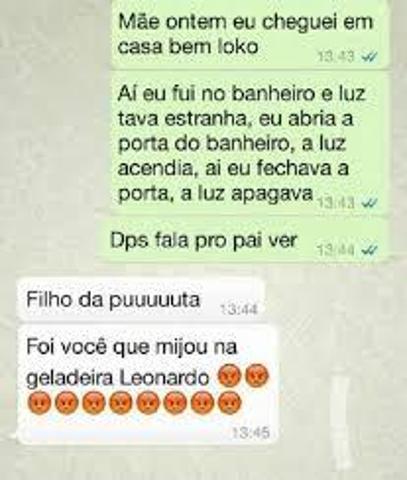 Mãe ontem eu cheguei em
casa bem loko
13:43
Aí eu fui no banheiro e luz
tava estranha, eu abria a
porta do banheiro, a luz
acendia, ai eu fechava a
porta, a luz apagava
13:43
Dps fala pro pai ver
13:44
Filho da puuuuuta
13:44
Foi você que mijou na
geladeira Leonardo 😡😡
😡😡😡😡😡😡😡😡
13:45